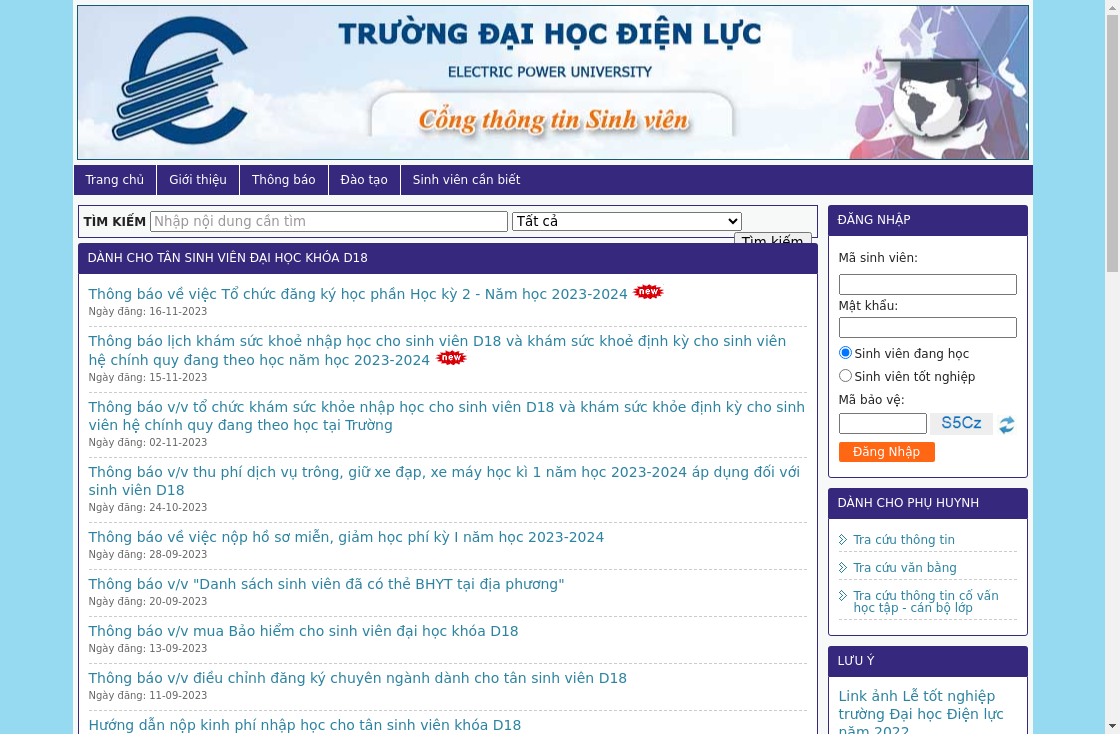 TRƯỜNG ĐẠI HỌC ĐIỆN LỰC
ELECTRIC POWER UNIVERSITY
Cổng thông tin Sinh viên
Trang chủ
Giới thiệu
Thông báo
Đào tạo
Sinh viên cần biết
TÌM KIẾM Nhập nội dung cần tìm Tất cả
Tìm kiếm
DÀNH CHO TÂN SINH VIÊN ĐẠI HỌC KHÓA D18
Thông báo về việc Tổ chức đăng ký học phần Học kỳ 2 - Năm học 2023-2024 new
Ngày đăng: 16-11-2023
Thông báo lịch khám sức khoẻ nhập học cho sinh viên D18 và khám sức khoẻ định kỳ cho sinh viên
hệ chính quy đang theo học năm học 2023-2024 new
Ngày đăng: 15-11-2023
Thông báo v/v tổ chức khám sức khỏe nhập học cho sinh viên D18 và khám sức khỏe định kỳ cho sinh
viên hệ chính quy đang theo học tại Trường
Ngày đăng: 02-11-2023
Thông báo v/v thu phí dịch vụ trông, giữ xe đạp, xe máy học kì 1 năm học 2023-2024 áp dụng đối với
sinh viên D18
Ngày đăng: 24-10-2023
Thông báo về việc nộp hồ sơ miễn, giảm học phí kỳ I năm học 2023-2024
Ngày đăng: 28-09-2023
Thông báo v/v "Danh sách sinh viên đã có thẻ BHYT tại địa phương"
Ngày đăng: 20-09-2023
Thông báo v/v mua Bảo hiểm cho sinh viên đại học khóa D18
Ngày đăng: 13-09-2023
Thông báo v/v điều chỉnh đăng ký chuyên ngành dành cho tân sinh viên D18
Ngày đăng: 11-09-2023
Hướng dẫn nộp kinh phí nhập học cho tân sinh viên khóa D18
ĐĂNG NHẬP
Mã sinh viên:
Mật khẩu:
Sinh viên đang học
Sinh viên tốt nghiệp
Mã bảo vệ:
S5Cz
Đăng Nhập
DÀNH CHO PHỤ HUYNH
Tra cứu thông tin
Tra cứu văn bằng
Tra cứu thông tin cố vấn
học tập - cán bộ lớp
LƯU Ý
Link ảnh Lễ tốt nghiệp
trường Đại học Điện lực
năm 2022